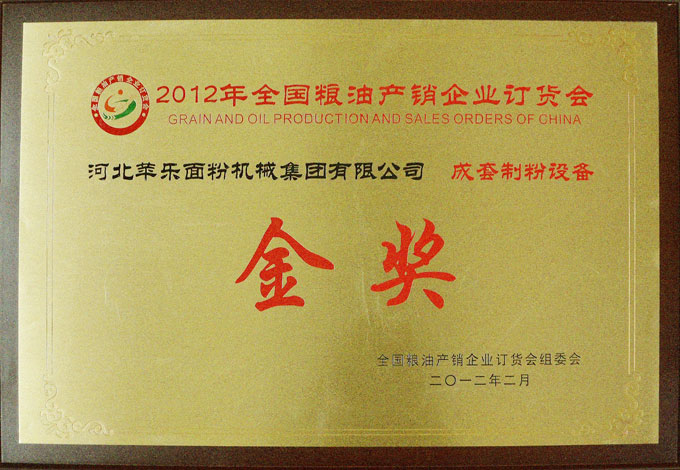 2012年全国粮油产销企业订货会
GRAIN AND OIL PRODUCTION AND SALES ORDERS OF CHINA
河北苹乐面粉机械集团有限公司 成套制粉设备
金奖
全国粮油产销企业订货会组委会
二〇一二年二月